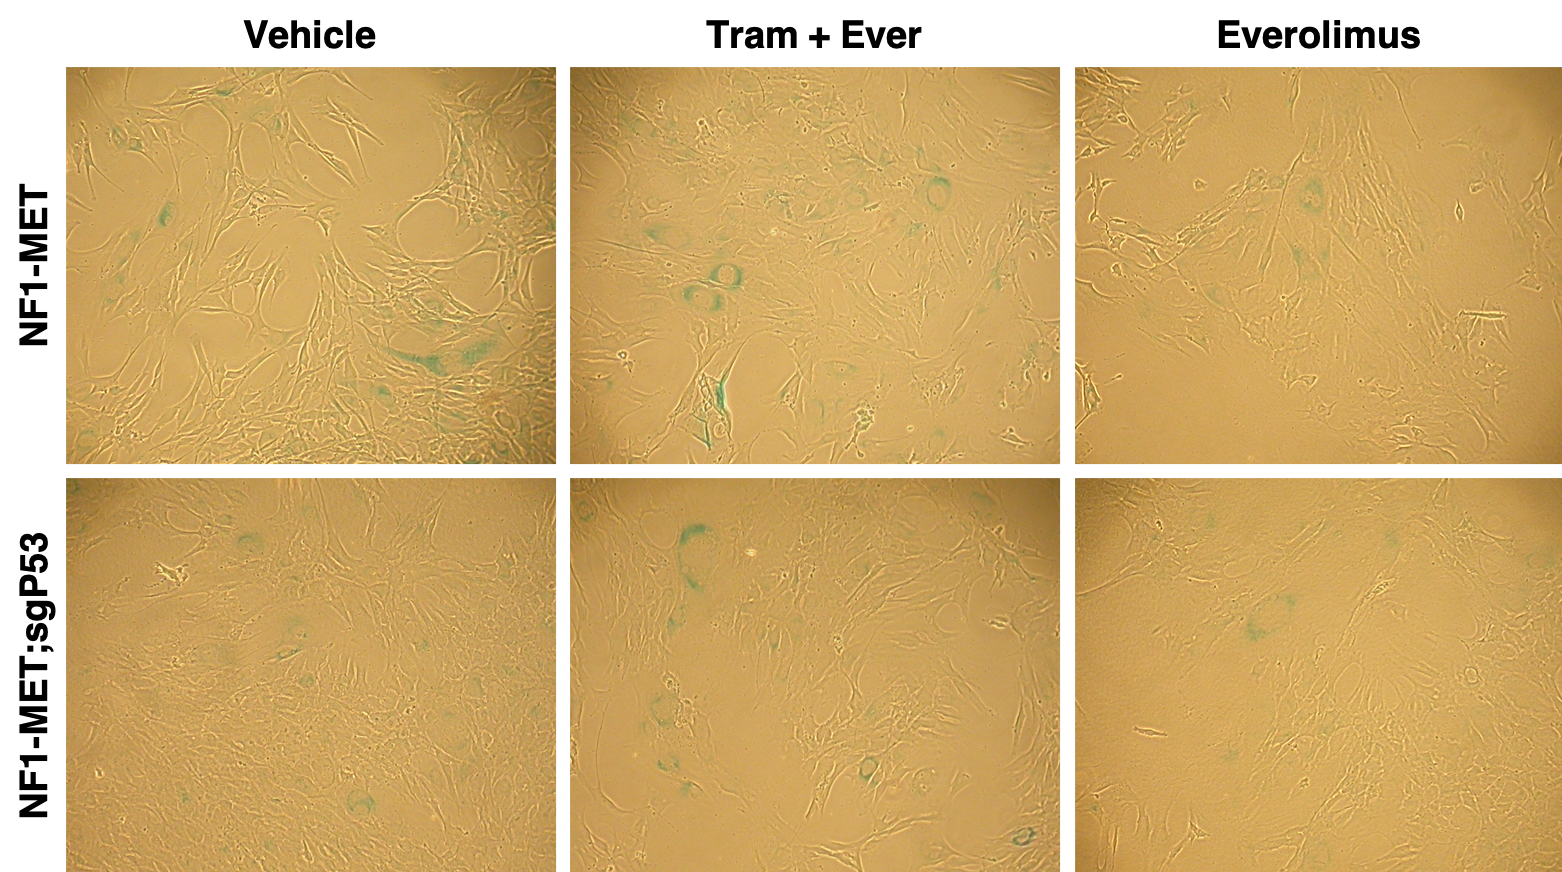 Vehicle
Tram + Ever
Everolimus
NF1-MET
NF1-MET;sgP53